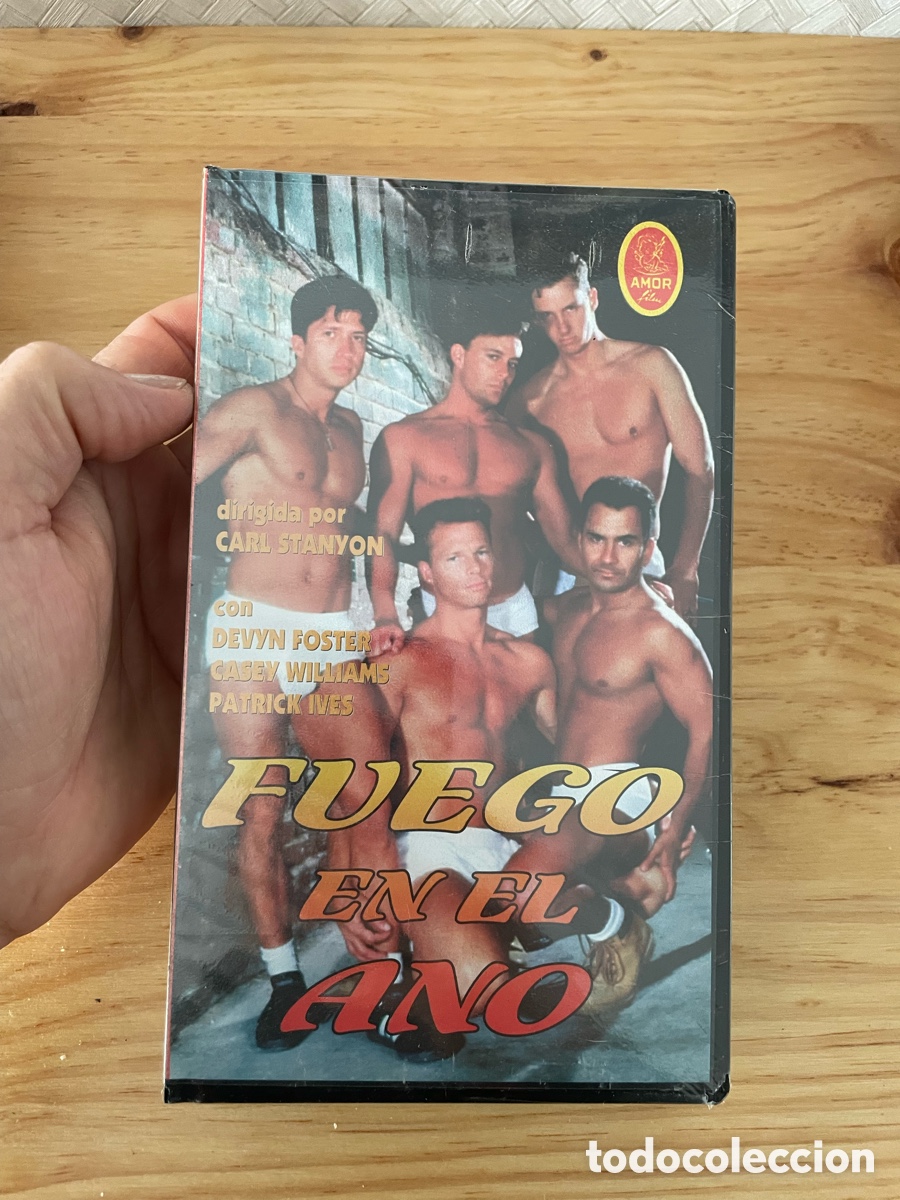 AMOR
films
dirigida por
CARL STANYON
con
DEVYN FOSTER
CASEY WILLIAMS
PATRICK IVES
FUEGO
EN EL
ANO
todocoleccion